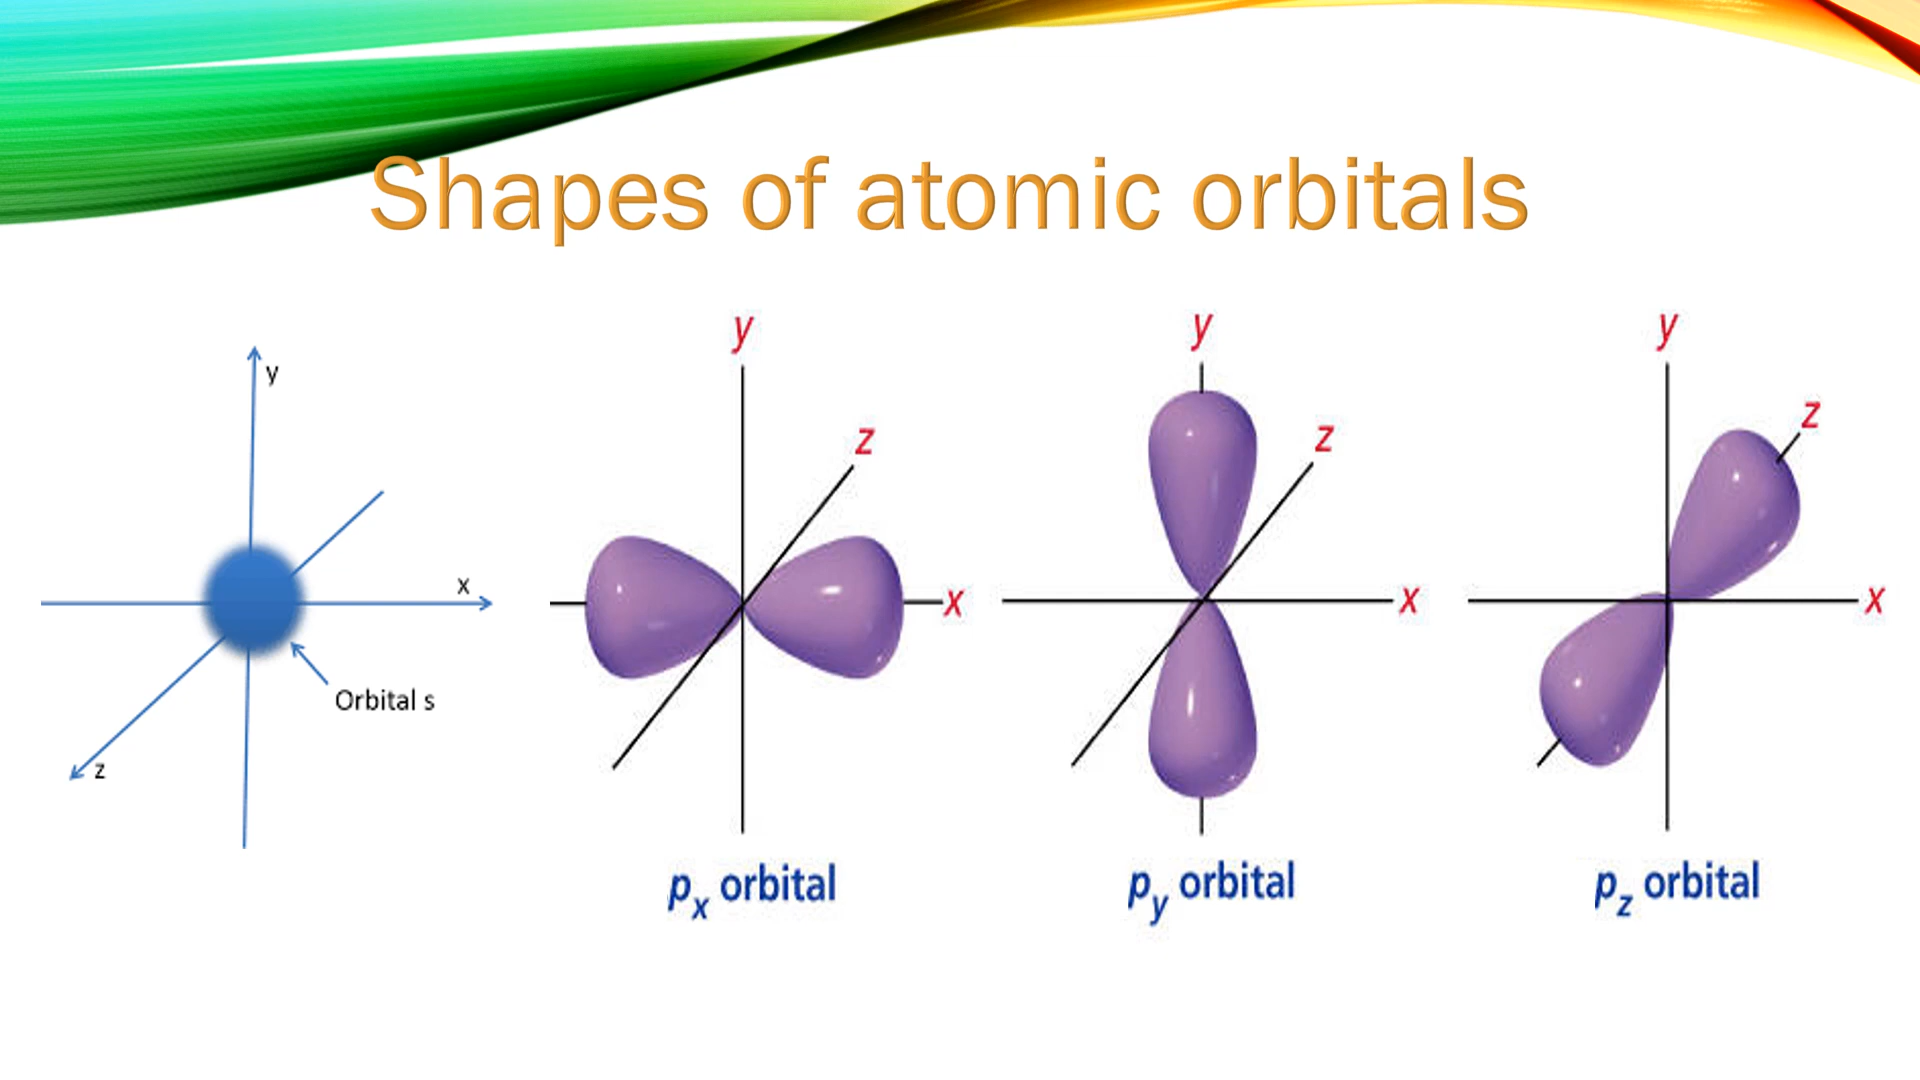 Shapes of atomic orbitals
y
x
z
Orbital s
y
z
x
px orbital
y
z
x
py orbital
y
z
x
pz orbital